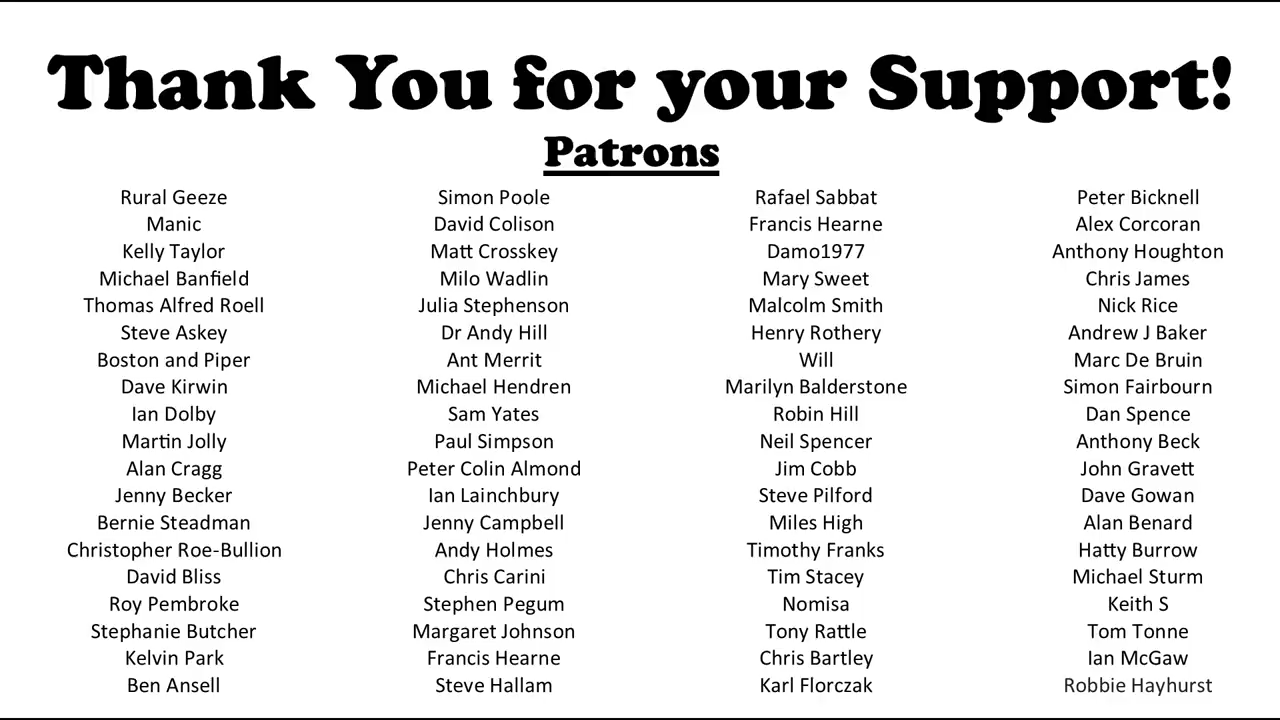 Thank You for your Support!
Patrons
Rural Geeze
Manic
Kelly Taylor
Michael Banfield
Thomas Alfred Roell
Steve Askey
Boston and Piper
Dave Kirwin
Ian Dolby
Martin Jolly
Alan Cragg
Jenny Becker
Bernie Steadman
Christopher Roe-Bullion
David Bliss
Roy Pembroke
Stephanie Butcher
Kelvin Park
Ben Ansell
Simon Poole
David Colison
Matt Crosskey
Milo Wadlin
Julia Stephenson
Dr Andy Hill
Ant Merrit
Michael Hendren
Sam Yates
Paul Simpson
Peter Colin Almond
Ian Lainchbury
Jenny Campbell
Andy Holmes
Chris Carini
Stephen Pegum
Margaret Johnson
Francis Hearne
Steve Hallam
Rafael Sabbat
Francis Hearne
Damo1977
Mary Sweet
Malcolm Smith
Henry Rothery
Will
Marilyn Balderstone
Robin Hill
Neil Spencer
Jim Cobb
Steve Pilford
Miles High
Timothy Franks
Tim Stacey
Nomisa
Tony Rattle
Chris Bartley
Karl Florczak
Peter Bicknell
Alex Corcoran
Anthony Houghton
Chris James
Nick Rice
Andrew J Baker
Marc De Bruin
Simon Fairbourn
Dan Spence
Anthony Beck
John Gravett
Dave Gowan
Alan Benard
Hatty Burrow
Michael Sturm
Keith S
Tom Tonne
Ian McGaw
Robbie Hayhurst